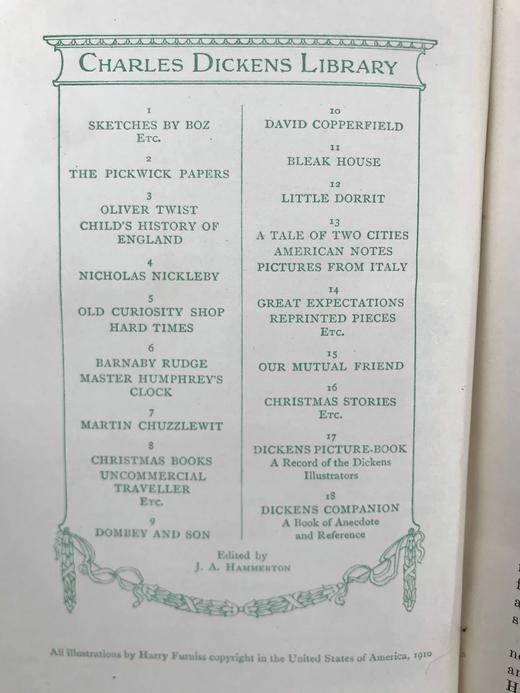 CHARLES DICKENS LIBRARY
1
SKETCHES BY BOZ
ETC.
2
THE PICKWICK PAPERS
3
OLIVER TWIST
CHILD'S HISTORY OF
ENGLAND
4
NICHOLAS NICKLEBY
5
OLD CURIOSITY SHOP
HARD TIMES
6
BARNABY RUDGE
MASTER HUMPHREY'S
CLOCK
7
MARTIN CHUZZLEWIT
8
CHRISTMAS BOOKS
UNCOMMERCIAL
TRAVELLER
ETC.
9
DOMBEY AND SON
10
DAVID COPPERFIELD
11
BLEAK HOUSE
12
LITTLE DORRIT
13
A TALE OF TWO CITIES
AMERICAN NOTES
PICTURES FROM ITALY
14
GREAT EXPECTATIONS
REPRINTED PIECES
ETC.
15
OUR MUTUAL FRIEND
16
CHRISTMAS STORIES
ETC.
17
DICKENS PICTURE-BOOK
A Record of the Dickens
Illustrators
18
DICKENS COMPANION
A Book of Anecdote
and Reference
Edited by
J. A. HAMMERTON
All illustrations by Harry Furniss copyright in the United States of America, 1910